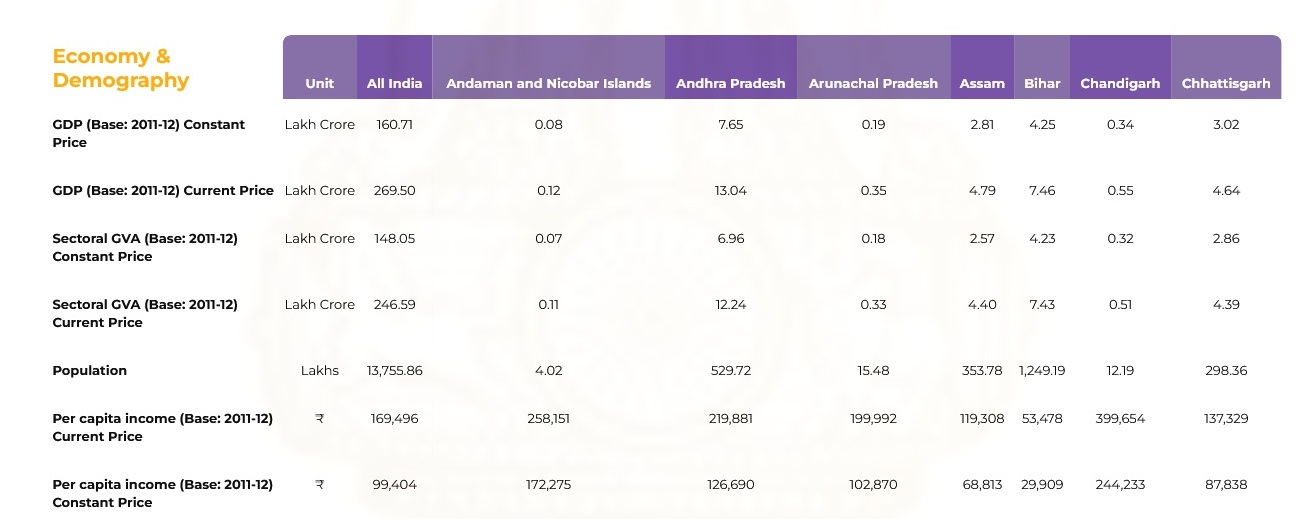 Economy &
Demography
Unit All India Andaman and Nicobar Islands Andhra Pradesh Arunachal Pradesh Assam Bihar Chandigarh Chhattisgarh
GDP (Base: 2011-12) Constant Lakh Crore 160.71 0.08 7.65 0.19 2.81 4.25 0.34 3.02
Price
GDP (Base: 2011-12) Current Price Lakh Crore 269.50 0.12 13.04 0.35 4.79 7.46 0.55 4.64
Sectoral GVA (Base: 2011-12) Lakh Crore 148.05 0.07 6.96 0.18 2.57 4.23 0.32 2.86
Constant Price
Sectoral GVA (Base: 2011-12) Lakh Crore 246.59 0.11 12.24 0.33 4.40 7.43 0.51 4.39
Current Price
Population Lakhs 13,755.86 4.02 529.72 15.48 353.78 1,249.19 12.19 298.36
Per capita income (Base: 2011-12) ₹ 169,496 258,151 219,881 199,992 119,308 53,478 399,654 137,329
Current Price
Per capita income (Base: 2011-12) ₹ 99,404 172,275 126,690 102,870 68,813 29,909 244,233 87,838
Constant Price